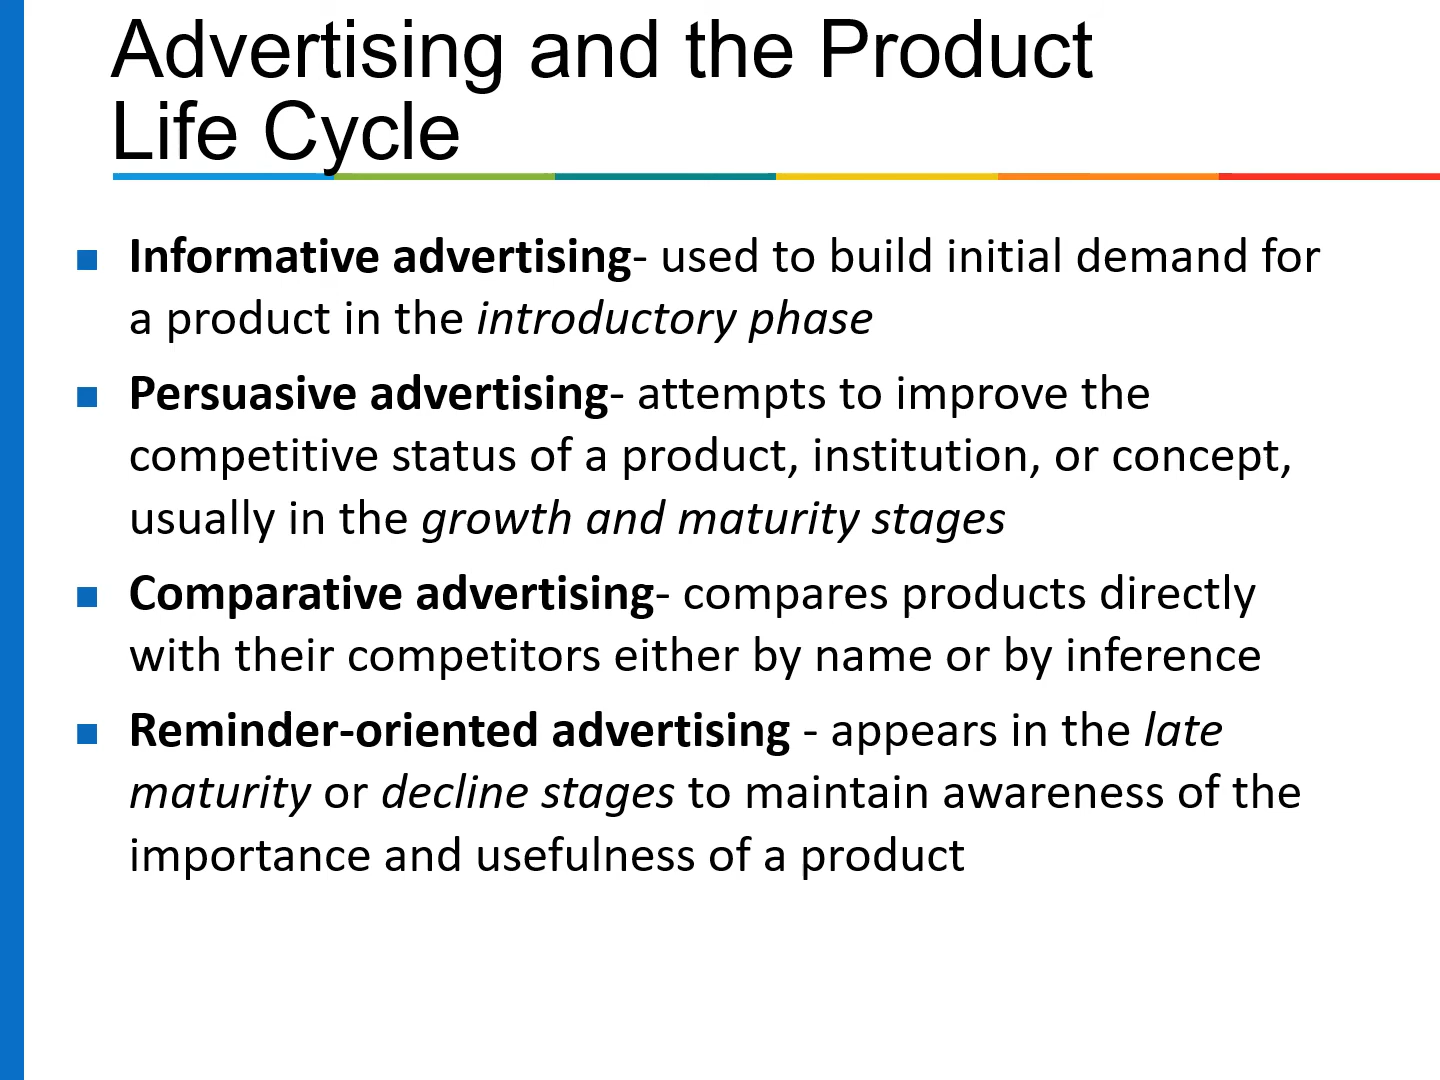 Advertising and the Product
Life Cycle
Informative advertising- used to build initial demand for
a product in the introductory phase
Persuasive advertising- attempts to improve the
competitive status of a product, institution, or concept,
usually in the growth and maturity stages
Comparative advertising- compares products directly
with their competitors either by name or by inference
Reminder-oriented advertising - appears in the late
maturity or decline stages to maintain awareness of the
importance and usefulness of a product